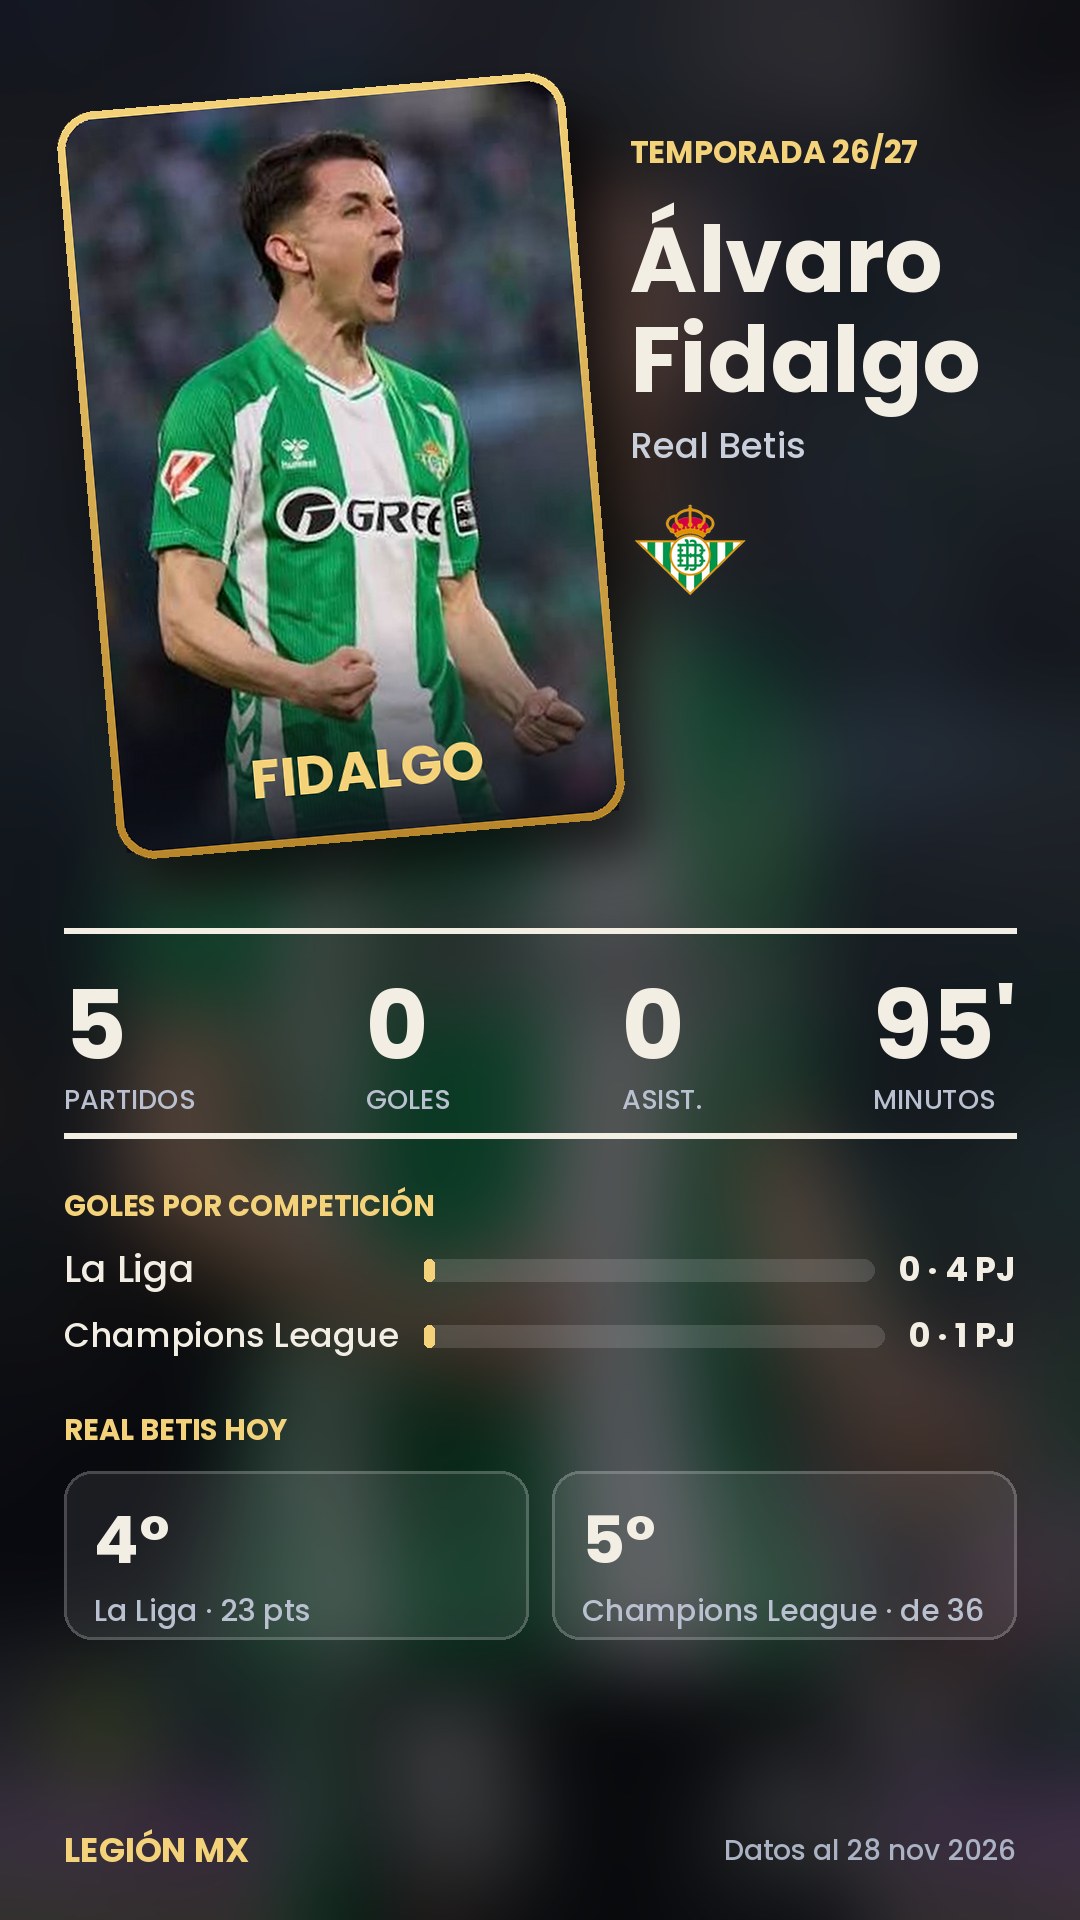 TEMPORADA 26/27
Álvaro
Fidalgo
Real Betis
hummel
GREE
FIDALGO
5
0
0
95'
PARTIDOS
GOLES
ASIST.
MINUTOS
GOLES POR COMPETICIÓN
La Liga
0 · 4 PJ
Champions League
0 · 1 PJ
REAL BETIS HOY
4º
La Liga · 23 pts
5º
Champions League · de 36
LEGIÓN MX
Datos al 28 nov 2026